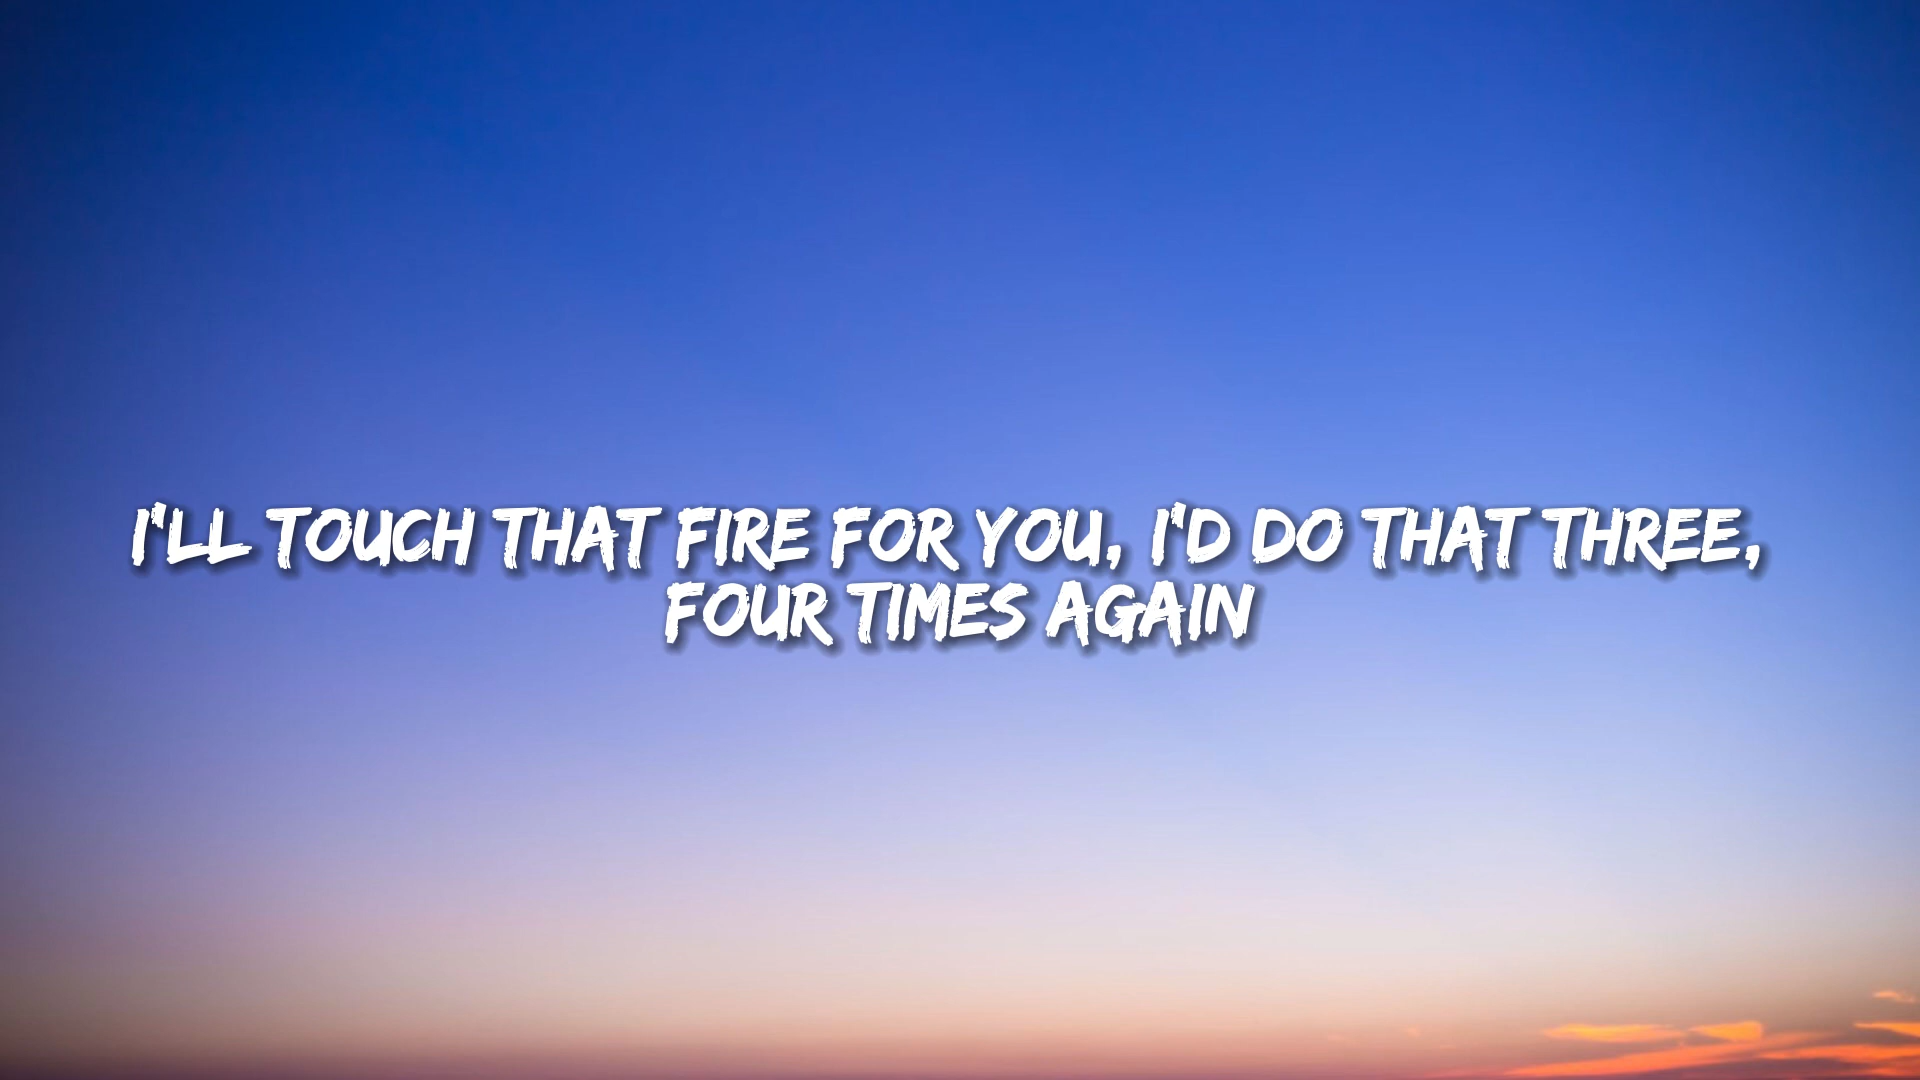 I'LL TOUCH THAT FIRE FOR YOU, I'D DO THAT THREE,
FOUR TIMES AGAIN